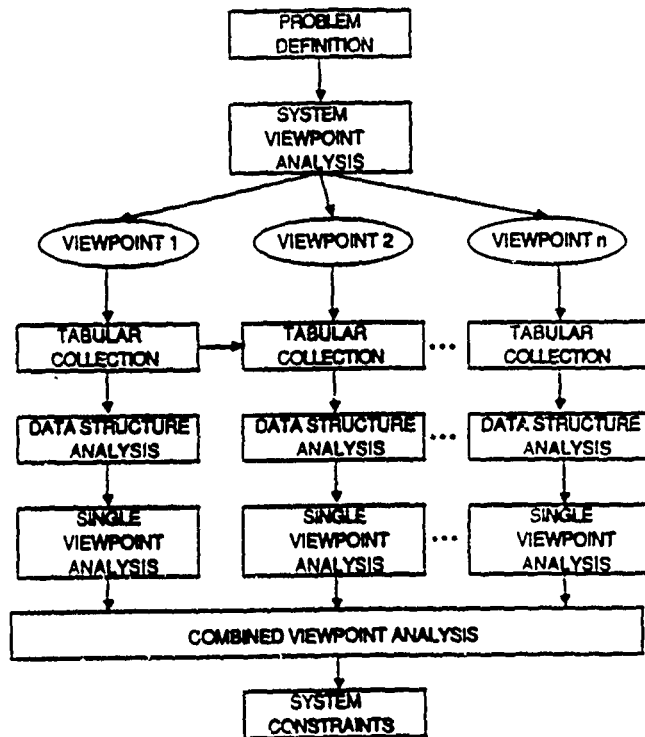 PROBLEM
DEFINITION
SYSTEM
VIEWPOINT
ANALYSIS
VIEWPOINT 1
VIEWPOINT 2
VIEWPOINT n
TABULAR
COLLECTION
TABULAR
COLLECTION
...
TABULAR
COLLECTION
DATA STRUCTURE
ANALYSIS
DATA STRUCTURE
ANALYSIS
...
DATA STRUCTURE
ANALYSIS
SINGLE
VIEWPOINT
ANALYSIS
SINGLE
VIEWPOINT
ANALYSIS
...
SINGLE
VIEWPOINT
ANALYSIS
COMBINED VIEWPOINT ANALYSIS
SYSTEM
CONSTRAINTS